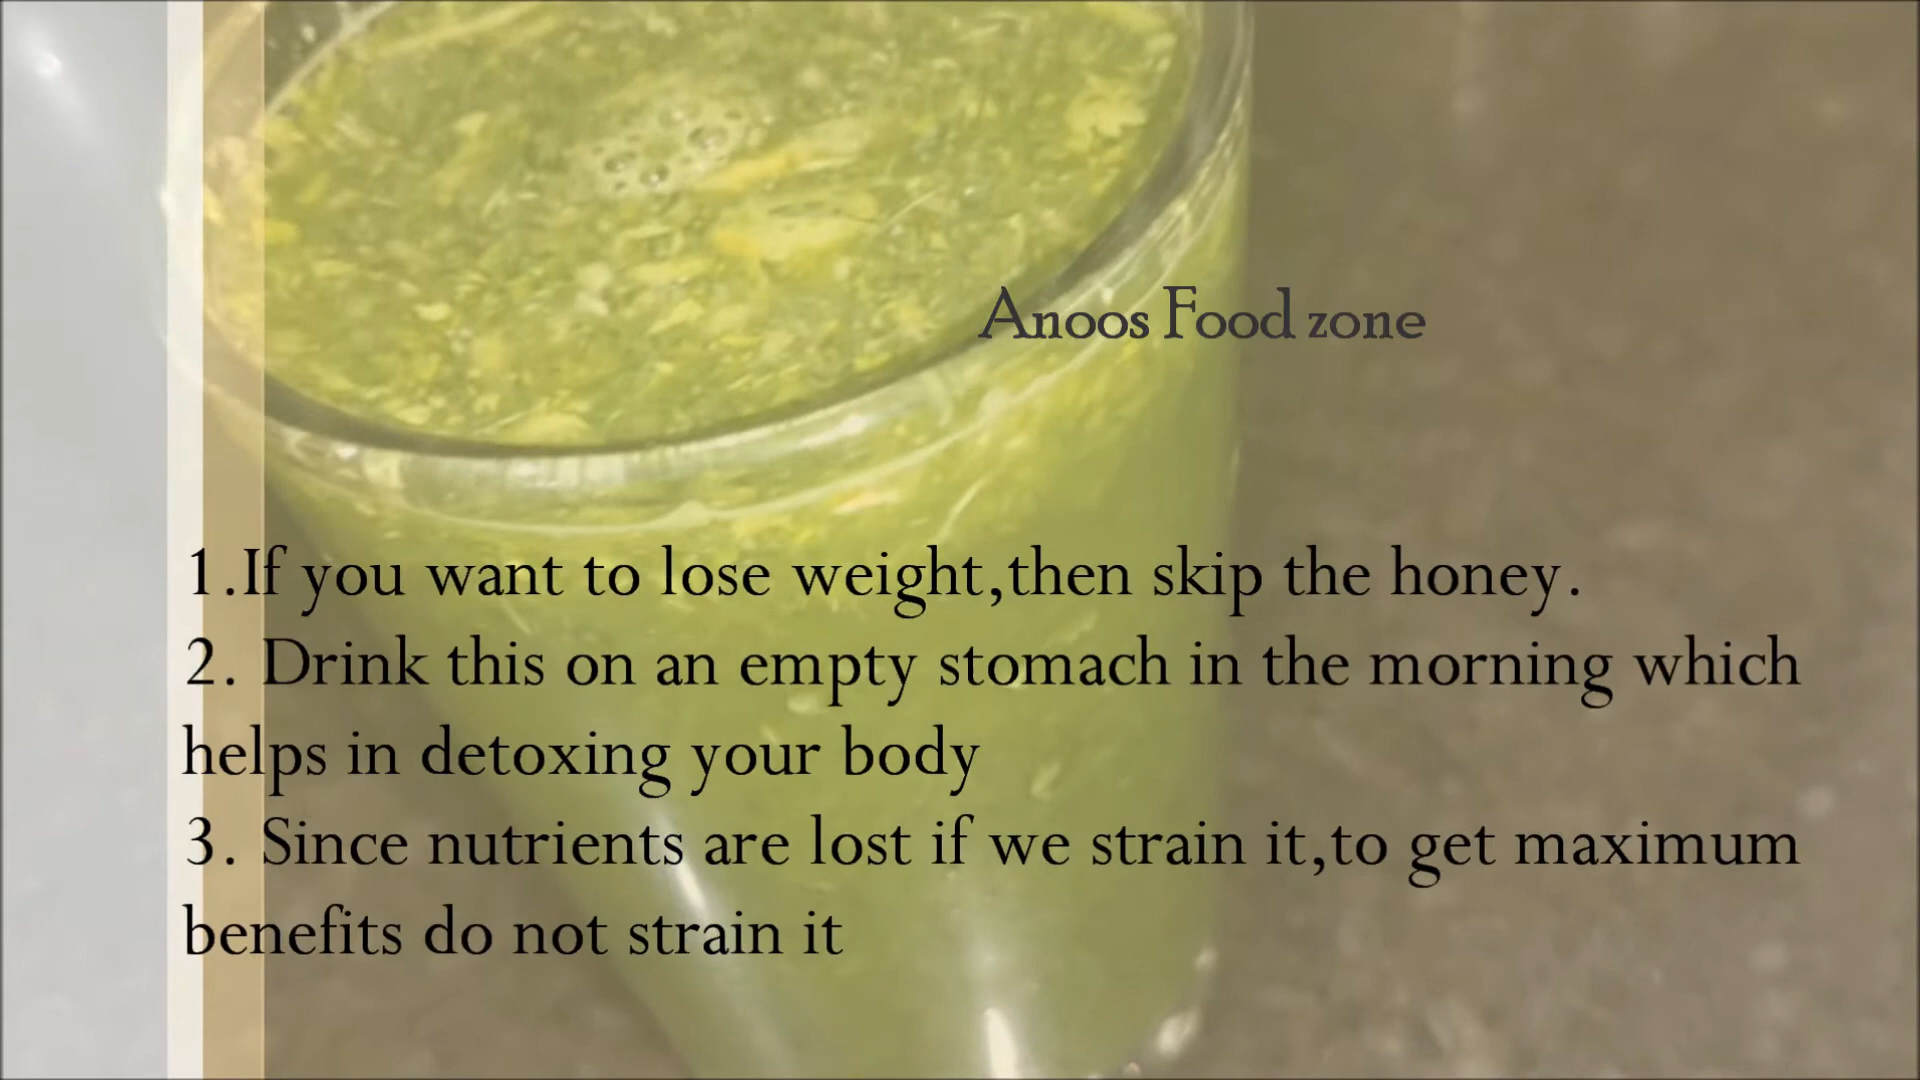 Anoos Food zone
1.If you want to lose weight,then skip the honey.
2. Drink this on an empty stomach in the morning which
helps in detoxing your body
3. Since nutrients are lost if we strain it,to get maximum
benefits do not strain it